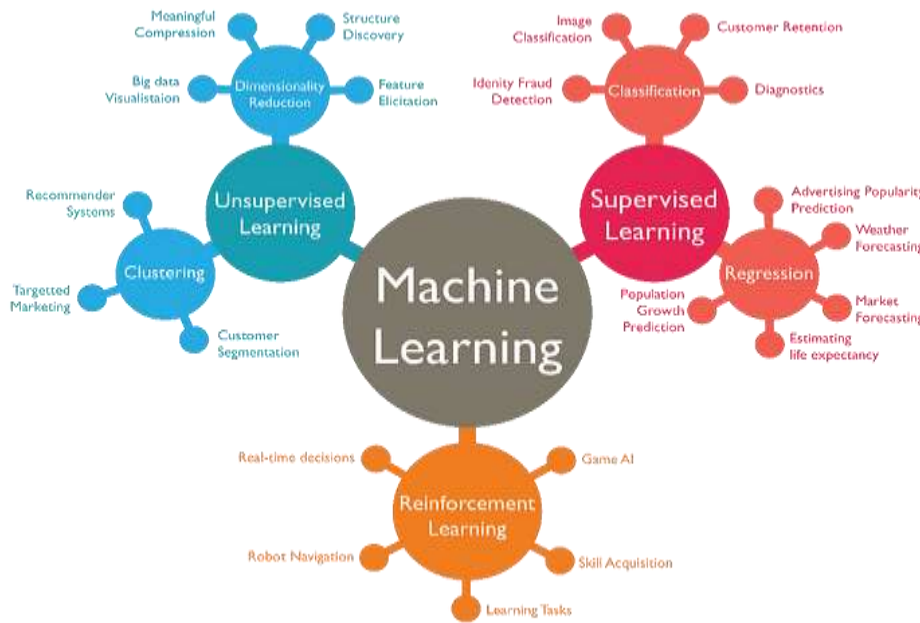 Meaningful
Compression
Structure
Discovery
Big data
Visualistaion
Dimensionality
Reduction
Feature
Elicitation
Image
Classification
Customer Retention
Idenity Fraud
Detection
Classification
Diagnostics
Recommender
Systems
Unsupervised
Learning
Clustering
Targetted
Marketing
Customer
Segmentation
Supervised
Learning
Advertising Popularity
Prediction
Weather
Forecasting
Regression
Population
Growth
Prediction
Market
Forecasting
Estimating
life expectancy
Machine
Learning
Real-time decisions
Game AI
Reinforcement
Learning
Robot Navigation
Skill Acquisition
Learning Tasks